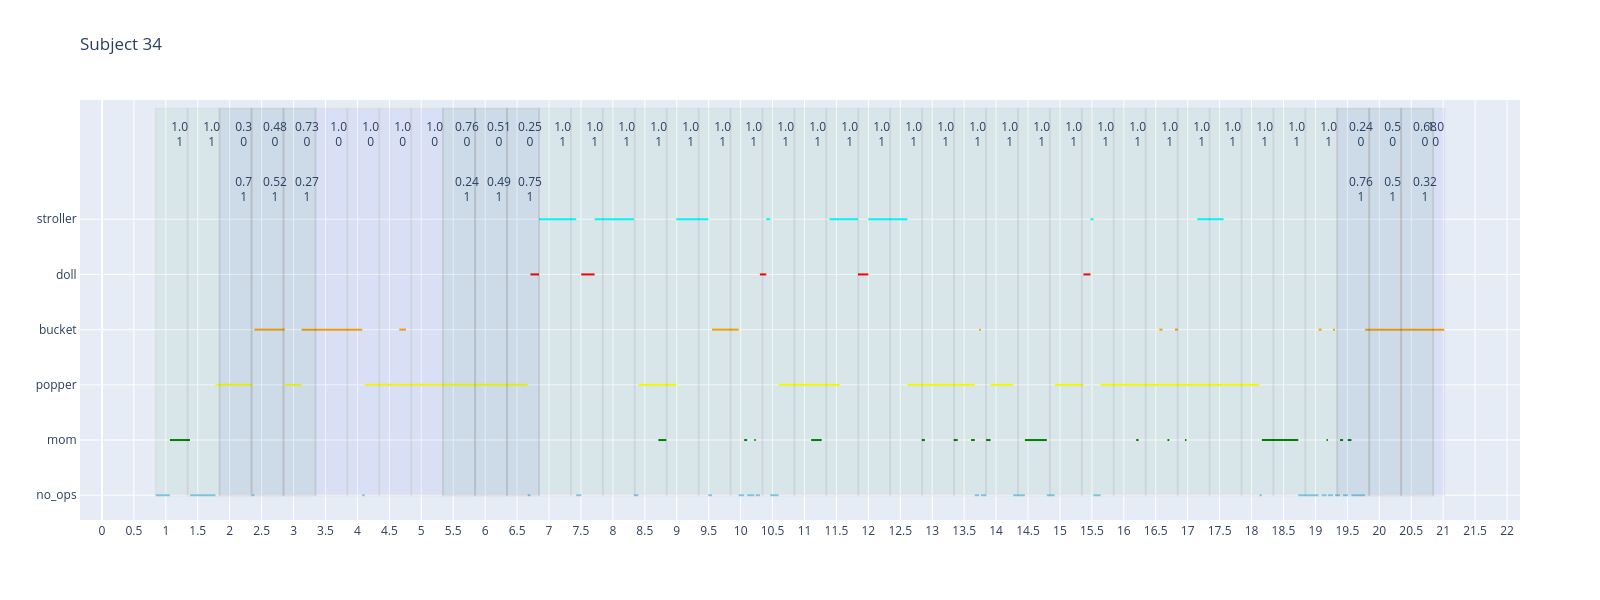 Subject 34
1.0 1.0 0.3 0.48 0.73 1.0 1.0 1.0 1.0 0.76 0.51 0.25 1.0 1.0 1.0 1.0 1.0 1.0 1.0 1.0 1.0 1.0 1.0 1.0 1.0 1.0 1.0 1.0 1.0 1.0 1.0 1.0 1.0 1.0 1.0 1.0 1.0 0.24 0.5 0.68 1.0
1 1 0 0 0 0 0 0 0 0 0 0 1 1 1 1 1 1 1 1 1 1 1 1 1 1 1 1 1 1 1 1 1 1 1 1 1 0 0 0 0
0.7 0.52 0.27 0.24 0.49 0.75 0.76 0.5 0.32
1 1 1 1 1 1 1 1 1
stroller
doll
bucket
popper
mom
no_ops
0 0.5 1 1.5 2 2.5 3 3.5 4 4.5 5 5.5 6 6.5 7 7.5 8 8.5 9 9.5 10 10.5 11 11.5 12 12.5 13 13.5 14 14.5 15 15.5 16 16.5 17 17.5 18 18.5 19 19.5 20 20.5 21 21.5 22